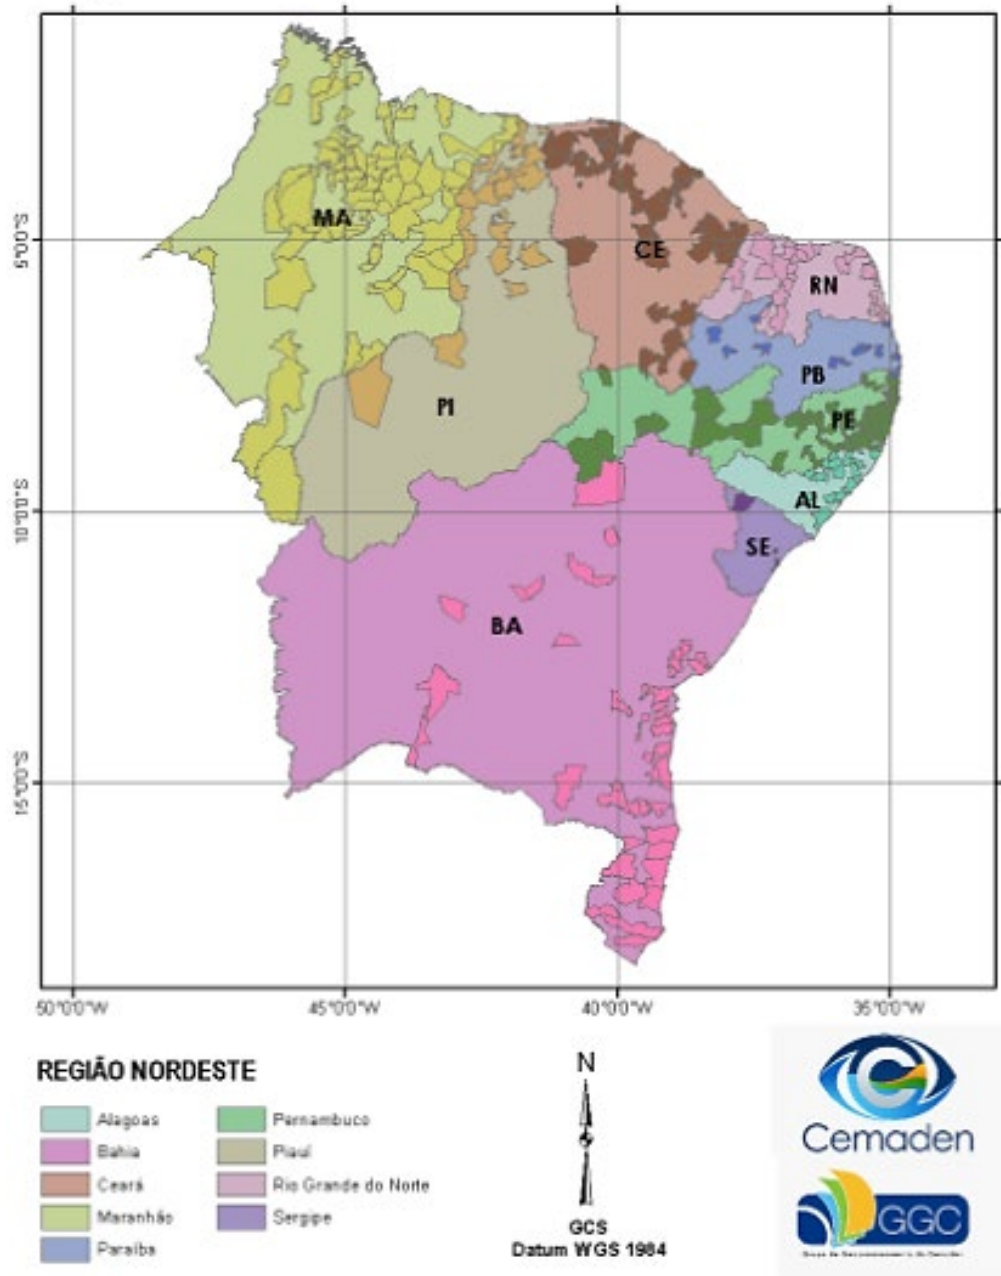 MA
CE
RN
PI
PB
PE
AL
SE
BA
5°0'0"S
10°0'0"S
15°0'0"S
50°0'0"W
45°0'0"W
40°0'0"W
35°0'0"W
REGIÃO NORDESTE
Alagoas
Bahia
Ceará
Maranhão
Paraíba
Pernambuco
Piauí
Rio Grande do Norte
Sergipe
N
GCS
Datum WGS 1984
Cemaden
GGC